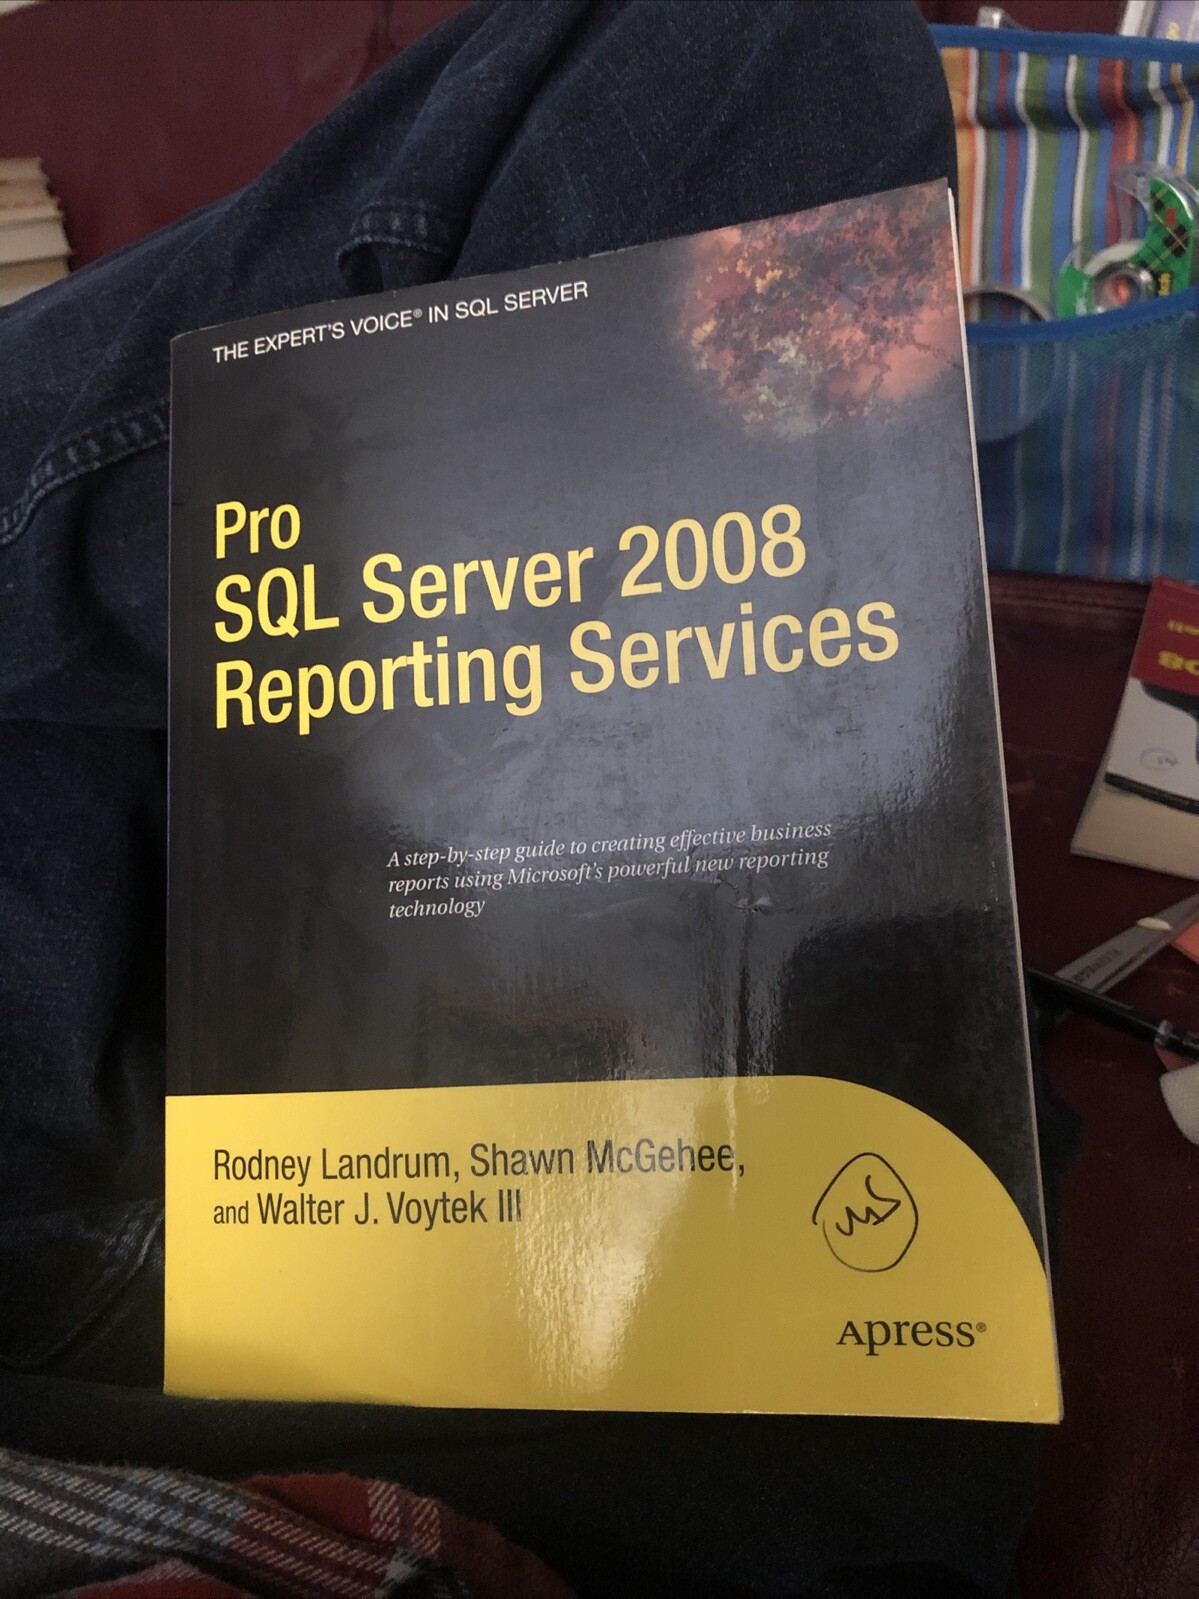 THE EXPERT'S VOICE® IN SQL SERVER
Pro
SQL Server 2008
Reporting Services
A step-by-step guide to creating effective business
reports using Microsoft's powerful new reporting
technology
Rodney Landrum, Shawn McGehee,
and Walter J. Voytek III
Apress®